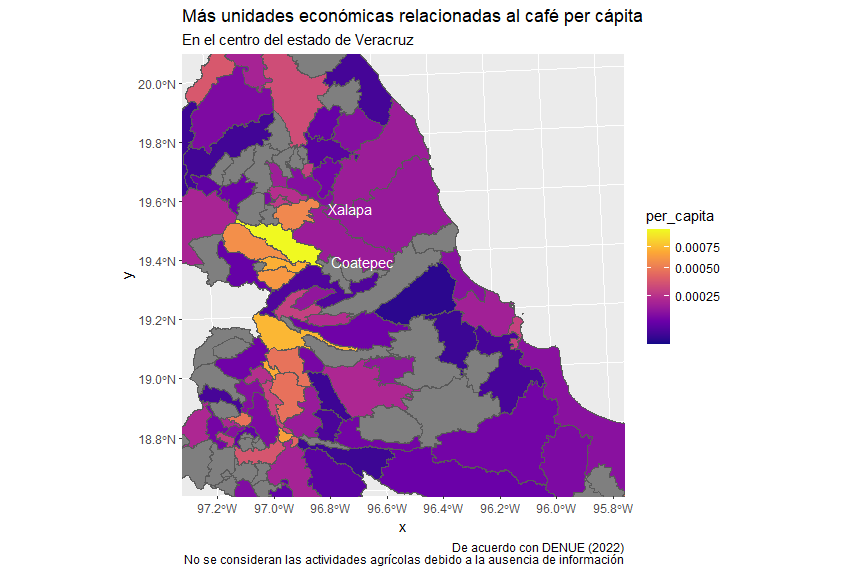 Más unidades económicas relacionadas al café per cápita
En el centro del estado de Veracruz
20.0°N
19.8°N
19.6°N
19.4°N
19.2°N
19.0°N
18.8°N
y
Xalapa
Coatepec
per_capita
0.00075
0.00050
0.00025
97.2°W 97.0°W 96.8°W 96.6°W 96.4°W 96.2°W 96.0°W 95.8°W
x
De acuerdo con DENUE (2022)
No se consideran las actividades agrícolas debido a la ausencia de información